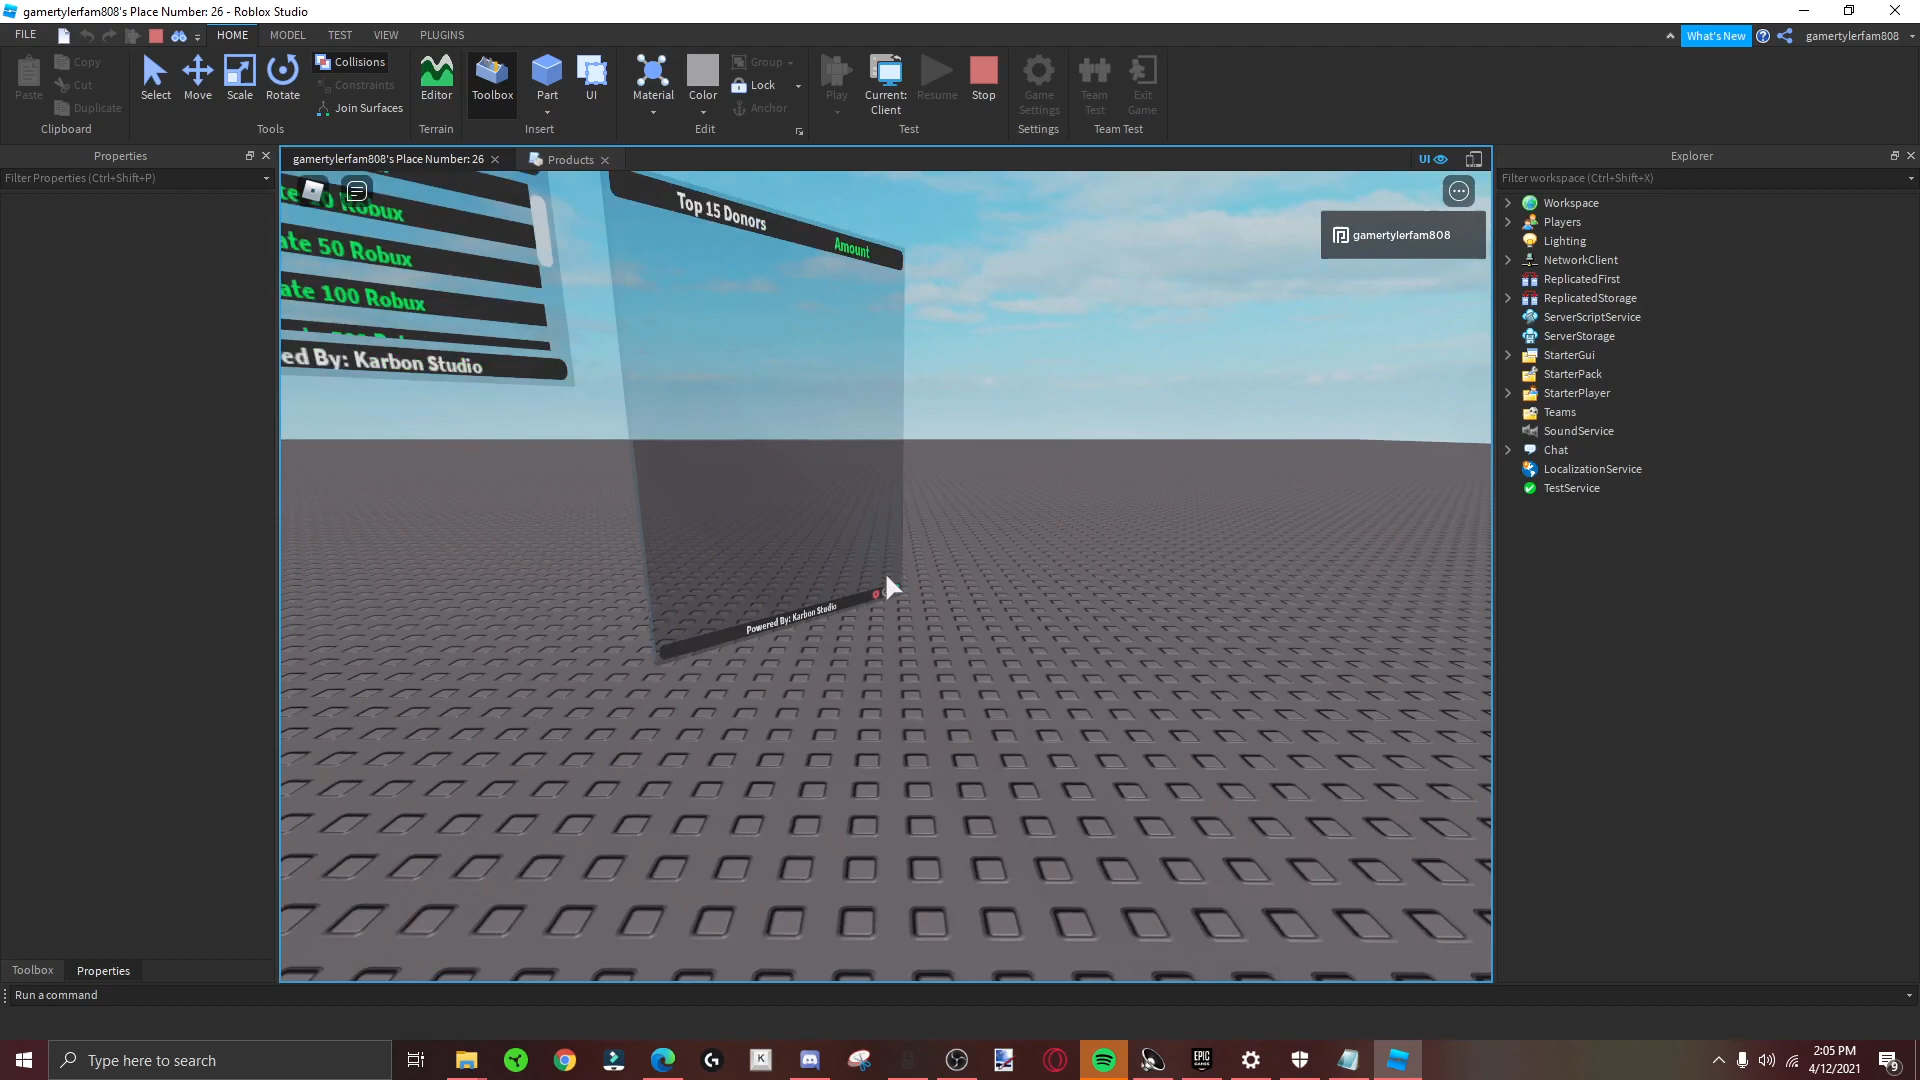 gamertylerfam808's Place Number: 26 - Roblox Studio
FILE HOME MODEL TEST VIEW PLUGINS
What's New gamertylerfam808
Paste
Copy
Cut
Duplicate
Clipboard
Select Move Scale Rotate
Collisions
Constraints
Join Surfaces
Tools
Editor
Terrain
Toolbox Part UI
Insert
Material Color
Group
Lock
Anchor
Edit
Play
Current: Client
Resume
Stop
Test
Game Settings
Settings
Team Test
Exit Game
Team Test
Properties
Filter Properties (Ctrl+Shift+P)
gamertylerfam808's Place Number: 26
Products
UI
50 Robux
100 Robux
ed By: Karbon Studio
Top 15 Donors
Amount
Powered By: Karbon Studio
gamertylerfam808
Explorer
Filter workspace (Ctrl+Shift+X)
Workspace
Players
Lighting
NetworkClient
ReplicatedFirst
ReplicatedStorage
ServerScriptService
ServerStorage
StarterGui
StarterPack
StarterPlayer
Teams
SoundService
Chat
LocalizationService
TestService
Toolbox Properties
Run a command
Type here to search
EPIC GAMES
2:05 PM
4/12/2021
9